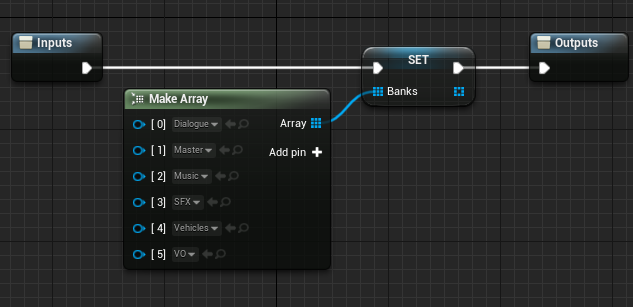 Inputs
SET
Outputs
Banks
Make Array
[ 0] Dialogue
Array
[ 1] Master
Add pin
[ 2] Music
[ 3] SFX
[ 4] Vehicles
[ 5] VO